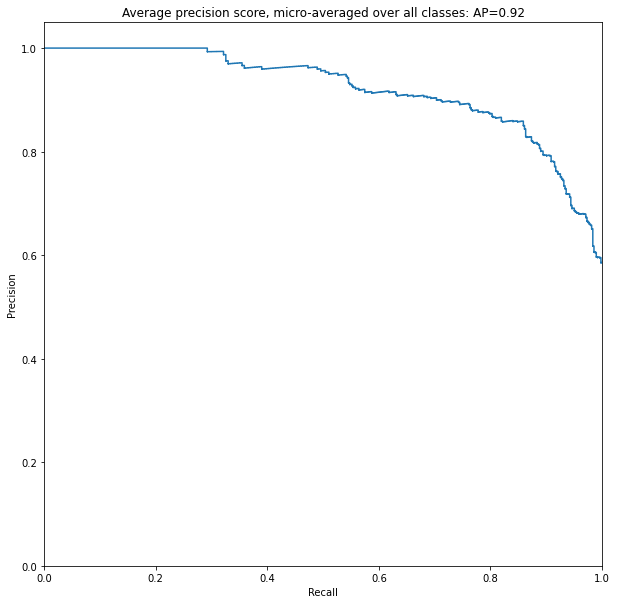 Average precision score, micro-averaged over all classes: AP=0.92
1.0
0.8
0.6
0.4
0.2
0.0
Precision
0.0 0.2 0.4 0.6 0.8 1.0
Recall